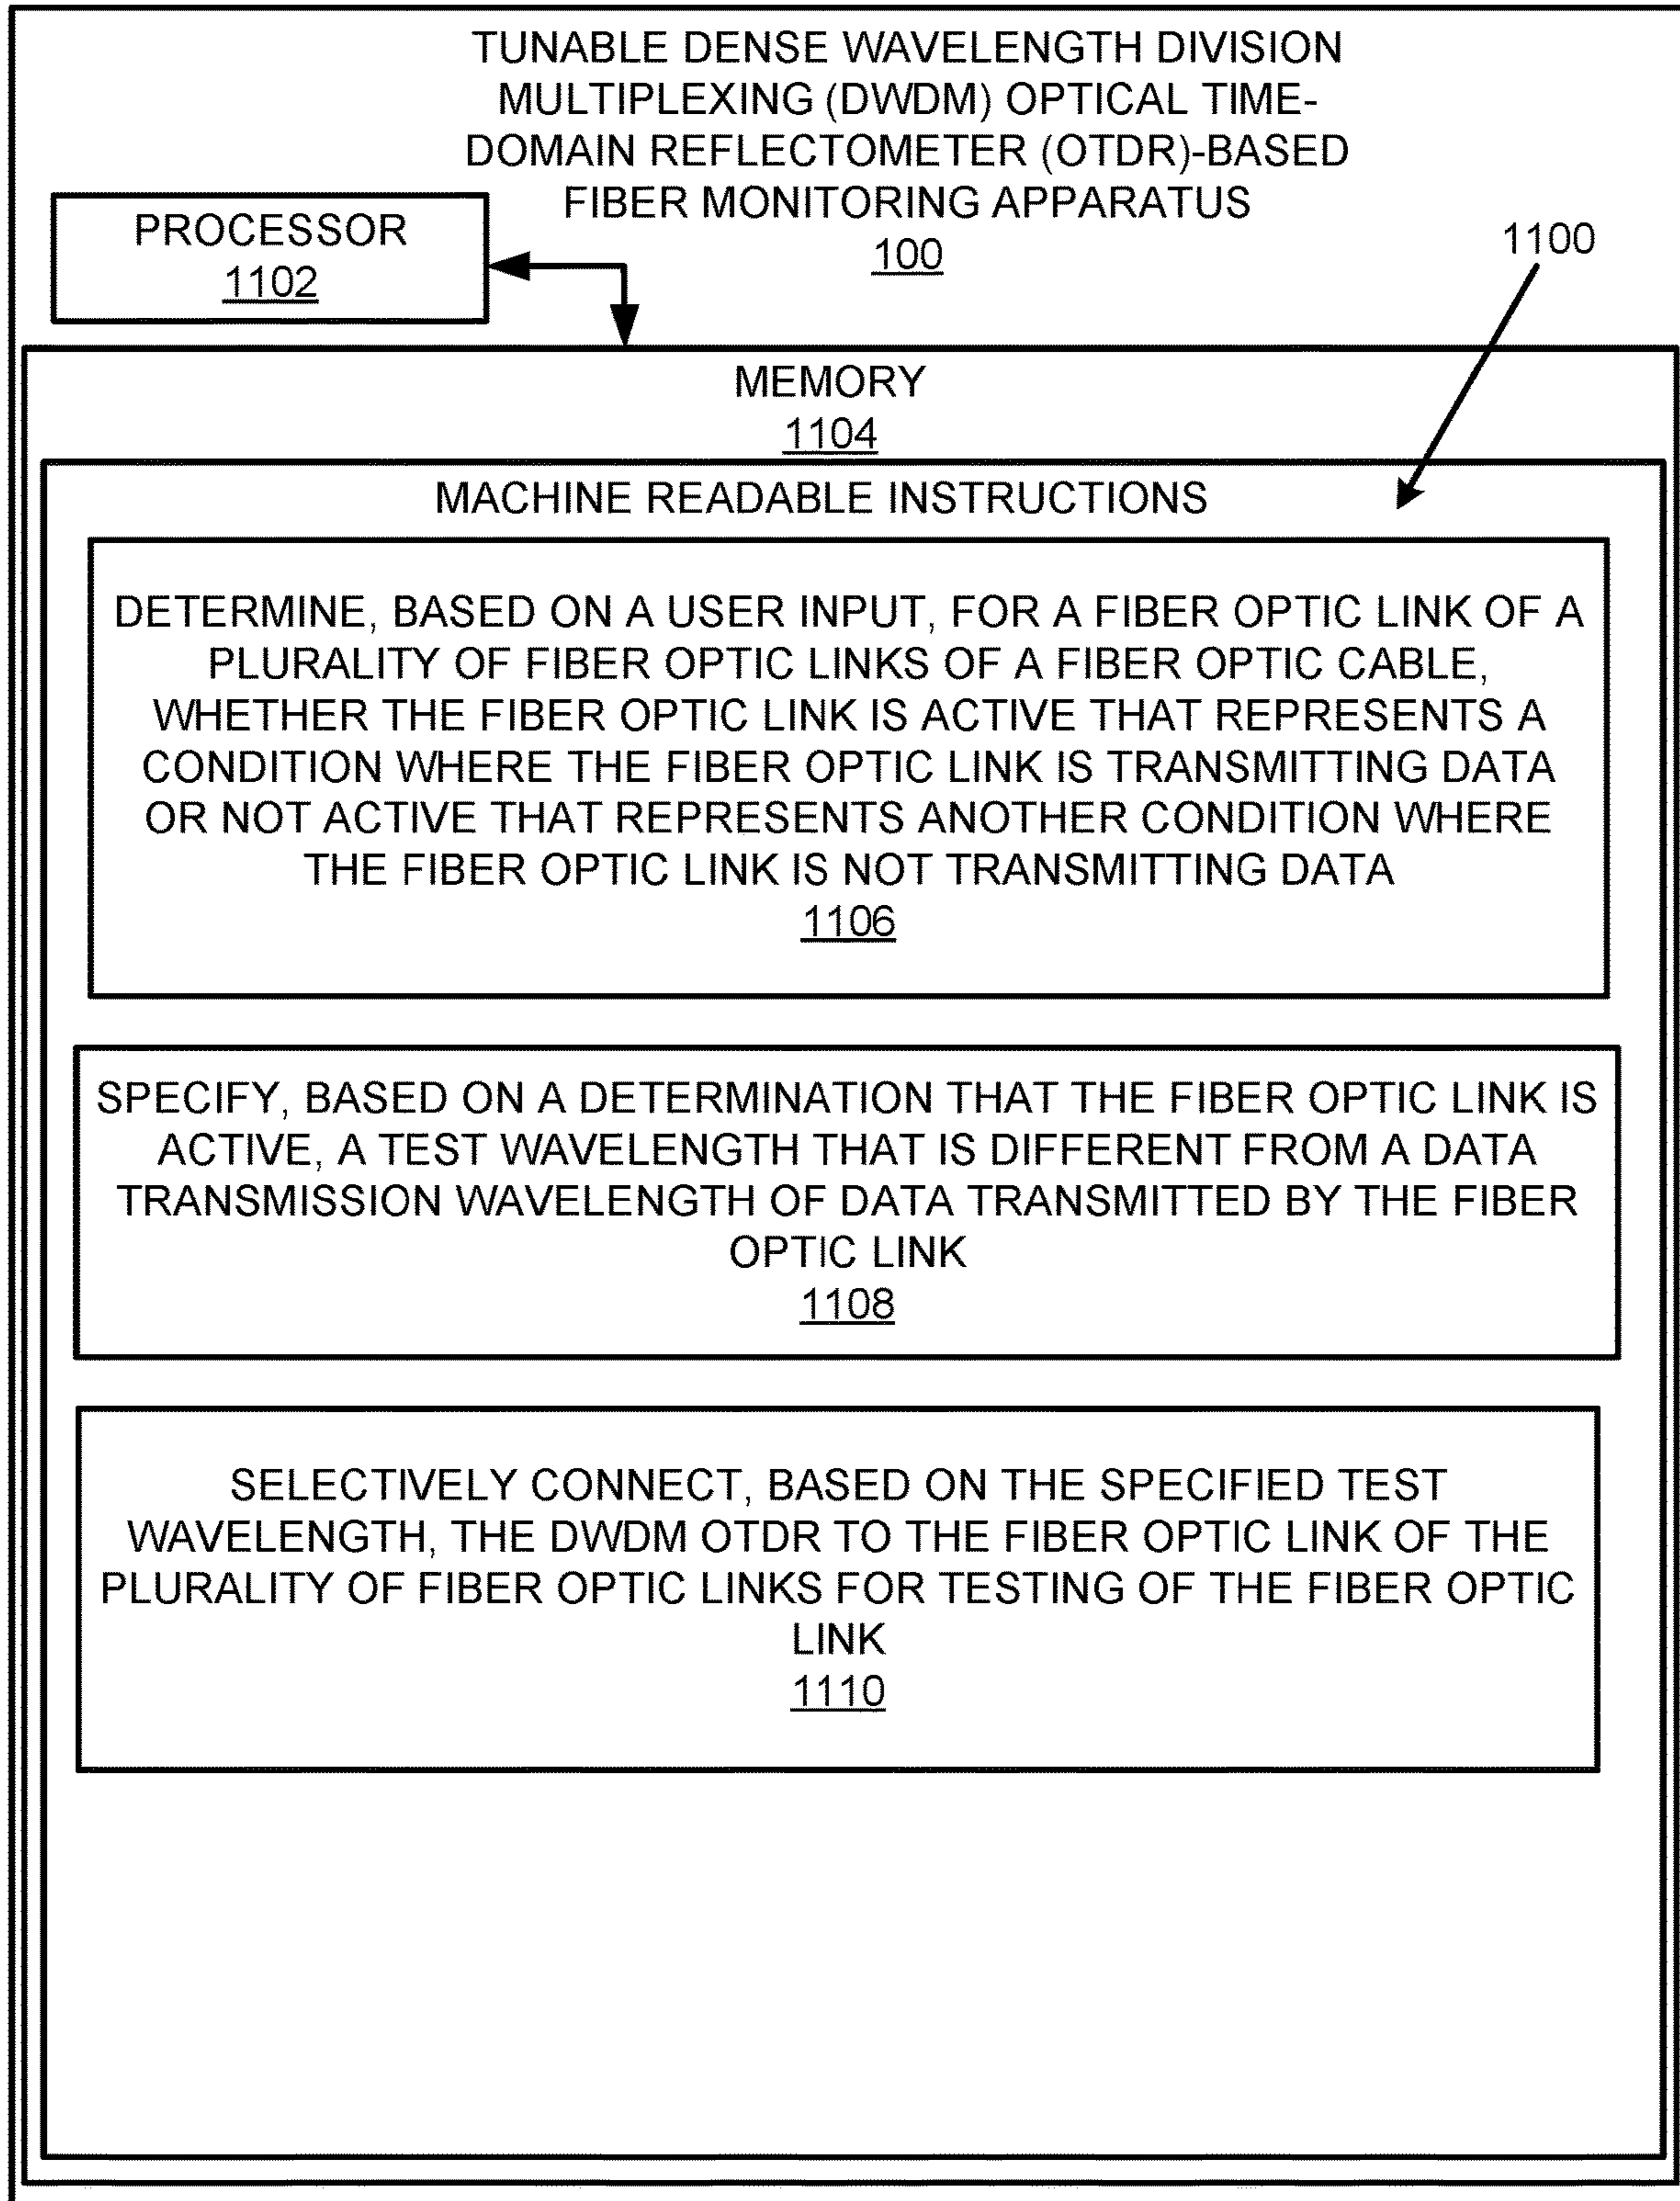 TUNABLE DENSE WAVELENGTH DIVISION
MULTIPLEXING (DWDM) OPTICAL TIME-
DOMAIN REFLECTOMETER (OTDR)-BASED
FIBER MONITORING APPARATUS
100
PROCESSOR
1102
1100
MEMORY
1104
MACHINE READABLE INSTRUCTIONS
DETERMINE, BASED ON A USER INPUT, FOR A FIBER OPTIC LINK OF A
PLURALITY OF FIBER OPTIC LINKS OF A FIBER OPTIC CABLE,
WHETHER THE FIBER OPTIC LINK IS ACTIVE THAT REPRESENTS A
CONDITION WHERE THE FIBER OPTIC LINK IS TRANSMITTING DATA
OR NOT ACTIVE THAT REPRESENTS ANOTHER CONDITION WHERE
THE FIBER OPTIC LINK IS NOT TRANSMITTING DATA
1106
SPECIFY, BASED ON A DETERMINATION THAT THE FIBER OPTIC LINK IS
ACTIVE, A TEST WAVELENGTH THAT IS DIFFERENT FROM A DATA
TRANSMISSION WAVELENGTH OF DATA TRANSMITTED BY THE FIBER
OPTIC LINK
1108
SELECTIVELY CONNECT, BASED ON THE SPECIFIED TEST
WAVELENGTH, THE DWDM OTDR TO THE FIBER OPTIC LINK OF THE
PLURALITY OF FIBER OPTIC LINKS FOR TESTING OF THE FIBER OPTIC
LINK
1110